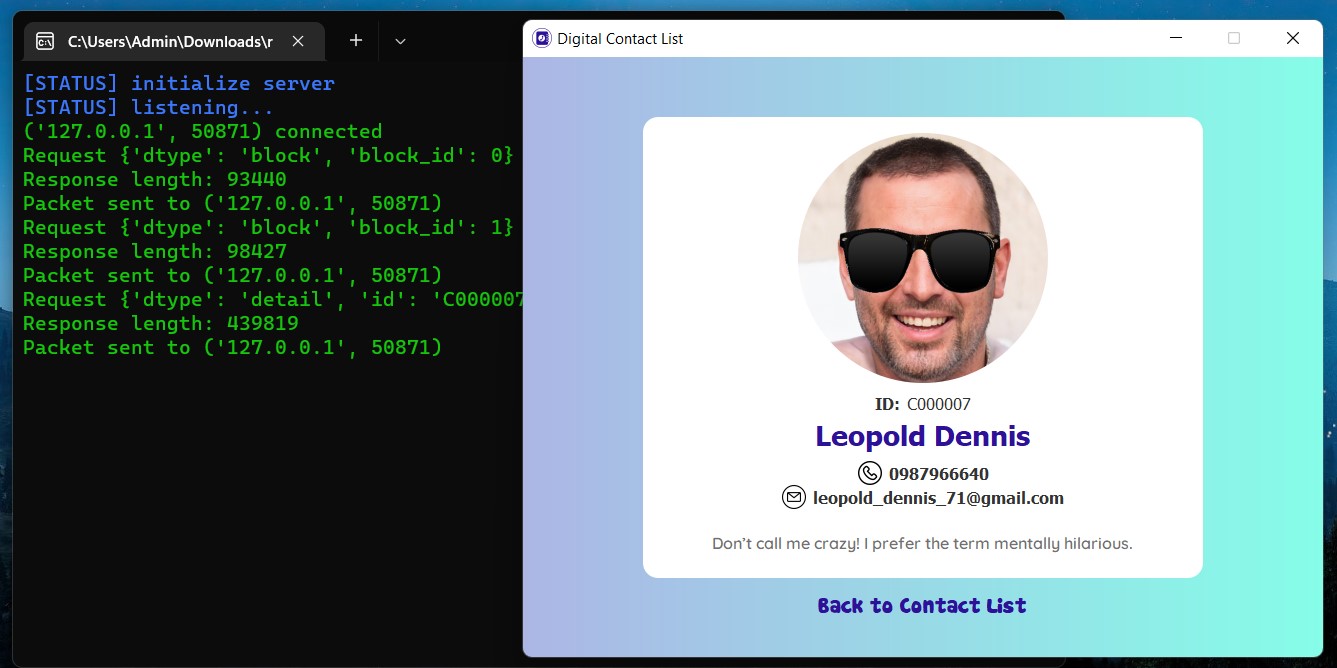 C:\Users\Admin\Downloads\r
[STATUS] initialize server
[STATUS] listening...
('127.0.0.1', 50871) connected
Request {'dtype': 'block', 'block_id': 0}
Response length: 93440
Packet sent to ('127.0.0.1', 50871)
Request {'dtype': 'block', 'block_id': 1}
Response length: 98427
Packet sent to ('127.0.0.1', 50871)
Request {'dtype': 'detail', 'id': 'C000007
Response length: 439819
Packet sent to ('127.0.0.1', 50871)
Digital Contact List
ID: C000007
Leopold Dennis
0987966640
leopold_dennis_71@gmail.com
Don’t call me crazy! I prefer the term mentally hilarious.
Back to Contact List